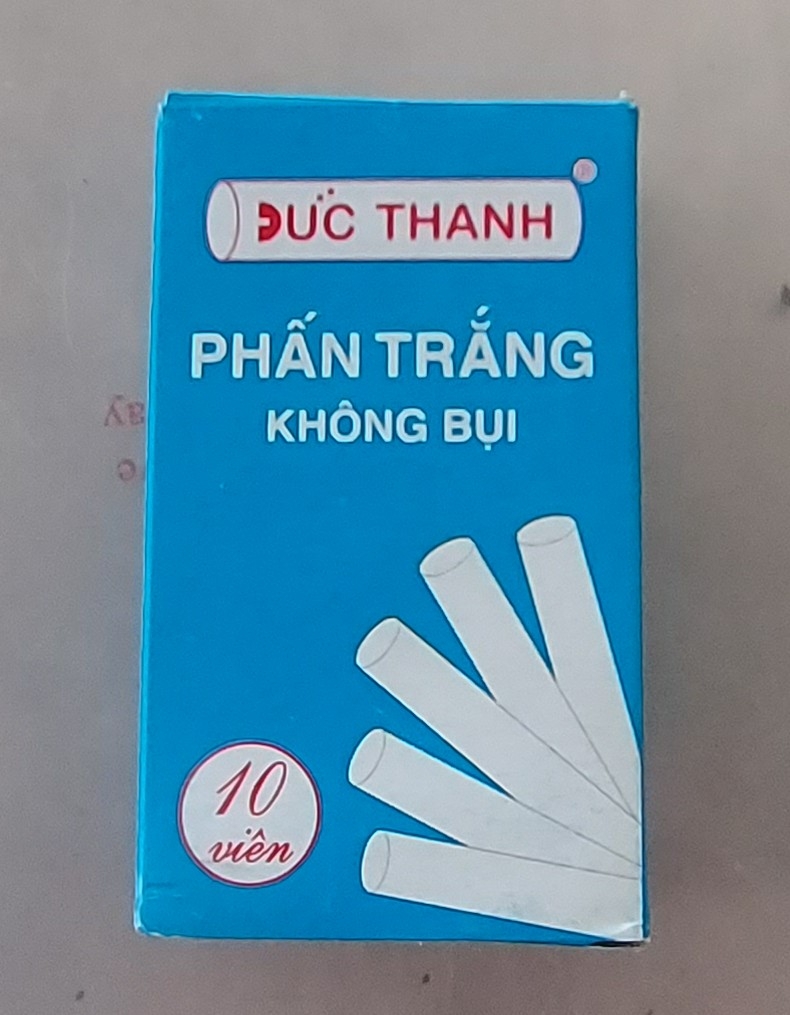 ĐỨC THANH
®
PHẤN TRẮNG
KHÔNG BỤI
10
viên